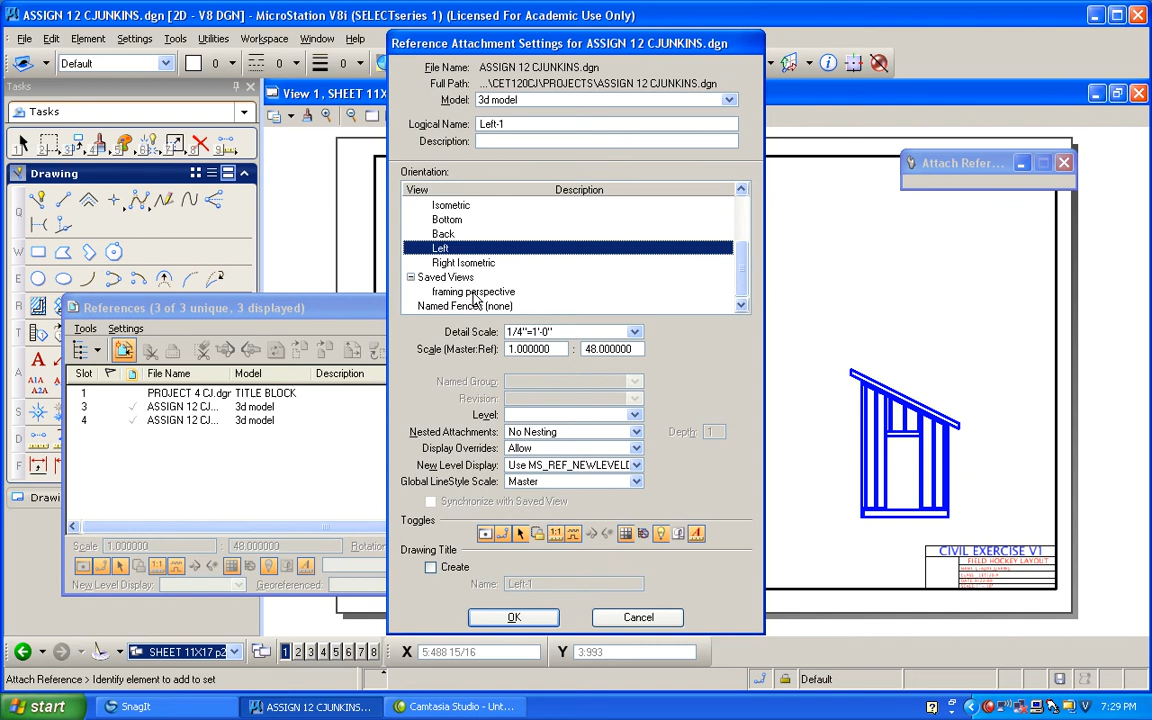 ASSIGN 12 CJUNKINS.dgn [2D - V8 DGN] - MicroStation V8i (SELECTseries 1) (Licensed For Academic Use Only)
File Edit Element Settings Tools Utilities Workspace Window Help
Default 0 0 0
Tasks
Tasks
Drawing
View 1, SHEET 11X17
Attach Refer...
Reference Attachment Settings for ASSIGN 12 CJUNKINS.dgn
File Name: ASSIGN 12 CJUNKINS.dgn
Full Path: ...\CET120CJ\PROJECTS\ASSIGN 12 CJUNKINS.dgn
Model: 3d model
Logical Name: Left-1
Description:
Orientation:
View Description
Isometric
Bottom
Back
Left
Right Isometric
Saved Views
framing perspective
Named Fences (none)
Detail Scale: 1/4"=1'-0"
Scale (Master:Ref): 1.000000 : 48.000000
Named Group:
Revision:
Level:
Nested Attachments: No Nesting Depth: 1
Display Overrides: Allow
New Level Display: Use MS_REF_NEWLEVELD
Global LineStyle Scale: Master
Synchronize with Saved View
Toggles
Drawing Title
Create
Name: Left-1
OK Cancel
References (3 of 3 unique, 3 displayed)
Tools Settings
Slot File Name Model Description
1 PROJECT 4 CJ.dgn TITLE BLOCK
3 ASSIGN 12 CJ... 3d model
4 ASSIGN 12 CJ... 3d model
Scale 1.000000 : 48.000000 Rotation
New Level Display: Georeferenced:
Drawi
CIVIL EXERCISE V1
FIELD HOCKEY LAYOUT
SHEET 11X17 p2 1 2 3 4 5 6 7 8 X 5:488 15/16 Y 3:993
Attach Reference > Identify element to add to set Default
start SnagIt ASSIGN 12 CJUNKINS... Camtasia Studio - Unt... 7:29 PM